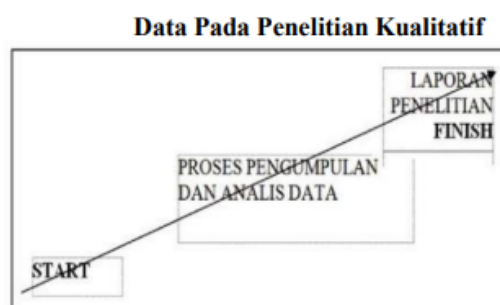 Data Pada Penelitian Kualitatif
LAPORAN
PENELITIAN
FINISH
PROSES PENGUMPULAN
DAN ANALIS DATA
START